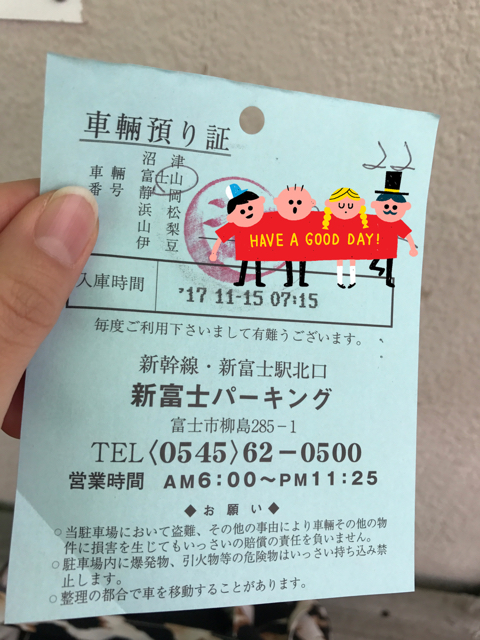 車輛預り証
車輛番号
沼津
富士山
静岡
浜松
山梨
伊豆
22
HAVE A GOOD DAY!
入庫時間
'17 11-15 07:15
毎度ご利用下さいまして有難うございます。
新幹線・新富士駅北口
新富士パーキング
富士市柳島285−1
TEL〈0545〉62−0500
営業時間 AM6:00〜PM11:25
◆お願い◆
○当駐車場において盗難、その他の事由により車輛その他の物
件に損害を生じてもいっさいの賠償の責任を負いません。
○駐車場内に爆発物、引火物等の危険物はいっさい持ち込み禁
止します。
○整理の都合で車を移動することがあります。